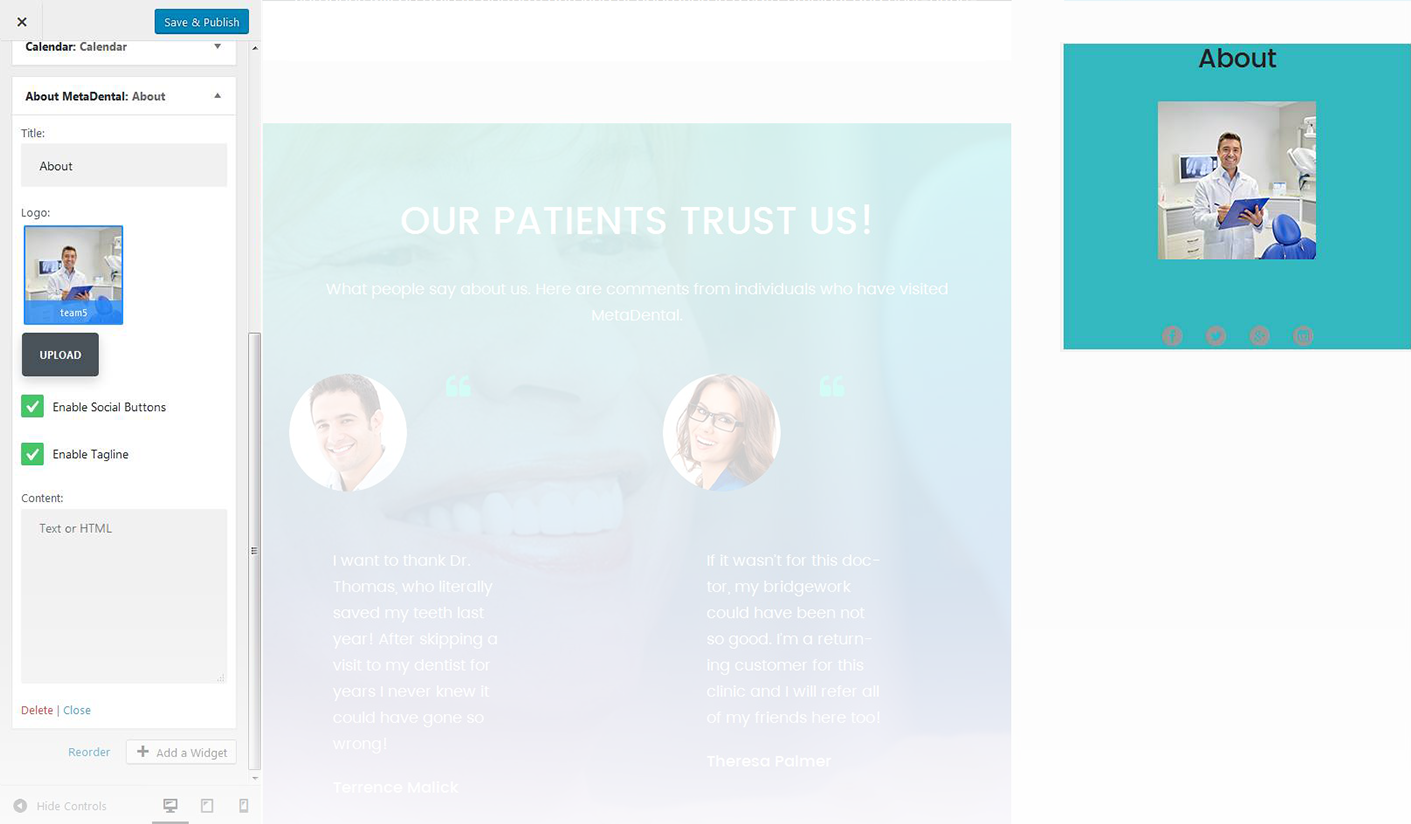 Save & Publish
Calendar: Calendar
About MetaDental: About
Title:
About
Logo:
team5
UPLOAD
Enable Social Buttons
Enable Tagline
Content:
Text or HTML
Delete | Close
Reorder
Add a Widget
Hide Controls
OUR PATIENTS TRUST US!
What people say about us. Here are comments from individuals who have visited
MetaDental.
I want to thank Dr.
Thomas, who literally
saved my teeth last
year! After skipping a
visit to my dentist for
years I never knew it
could have gone so
wrong!
Terrence Malick
If it wasn't for this doc-
tor, my bridgework
could have been not
so good. I'm a return-
ing customer for this
clinic and I will refer all
of my friends here too!
Theresa Palmer
About